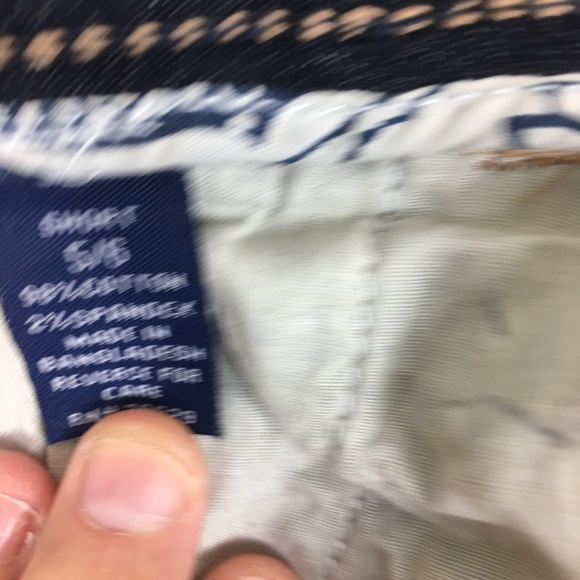 SHORT
5/6
98%COTTON
2%SPANDEX
MADE IN
BANGLADESH
REVERSE FOR
CARE